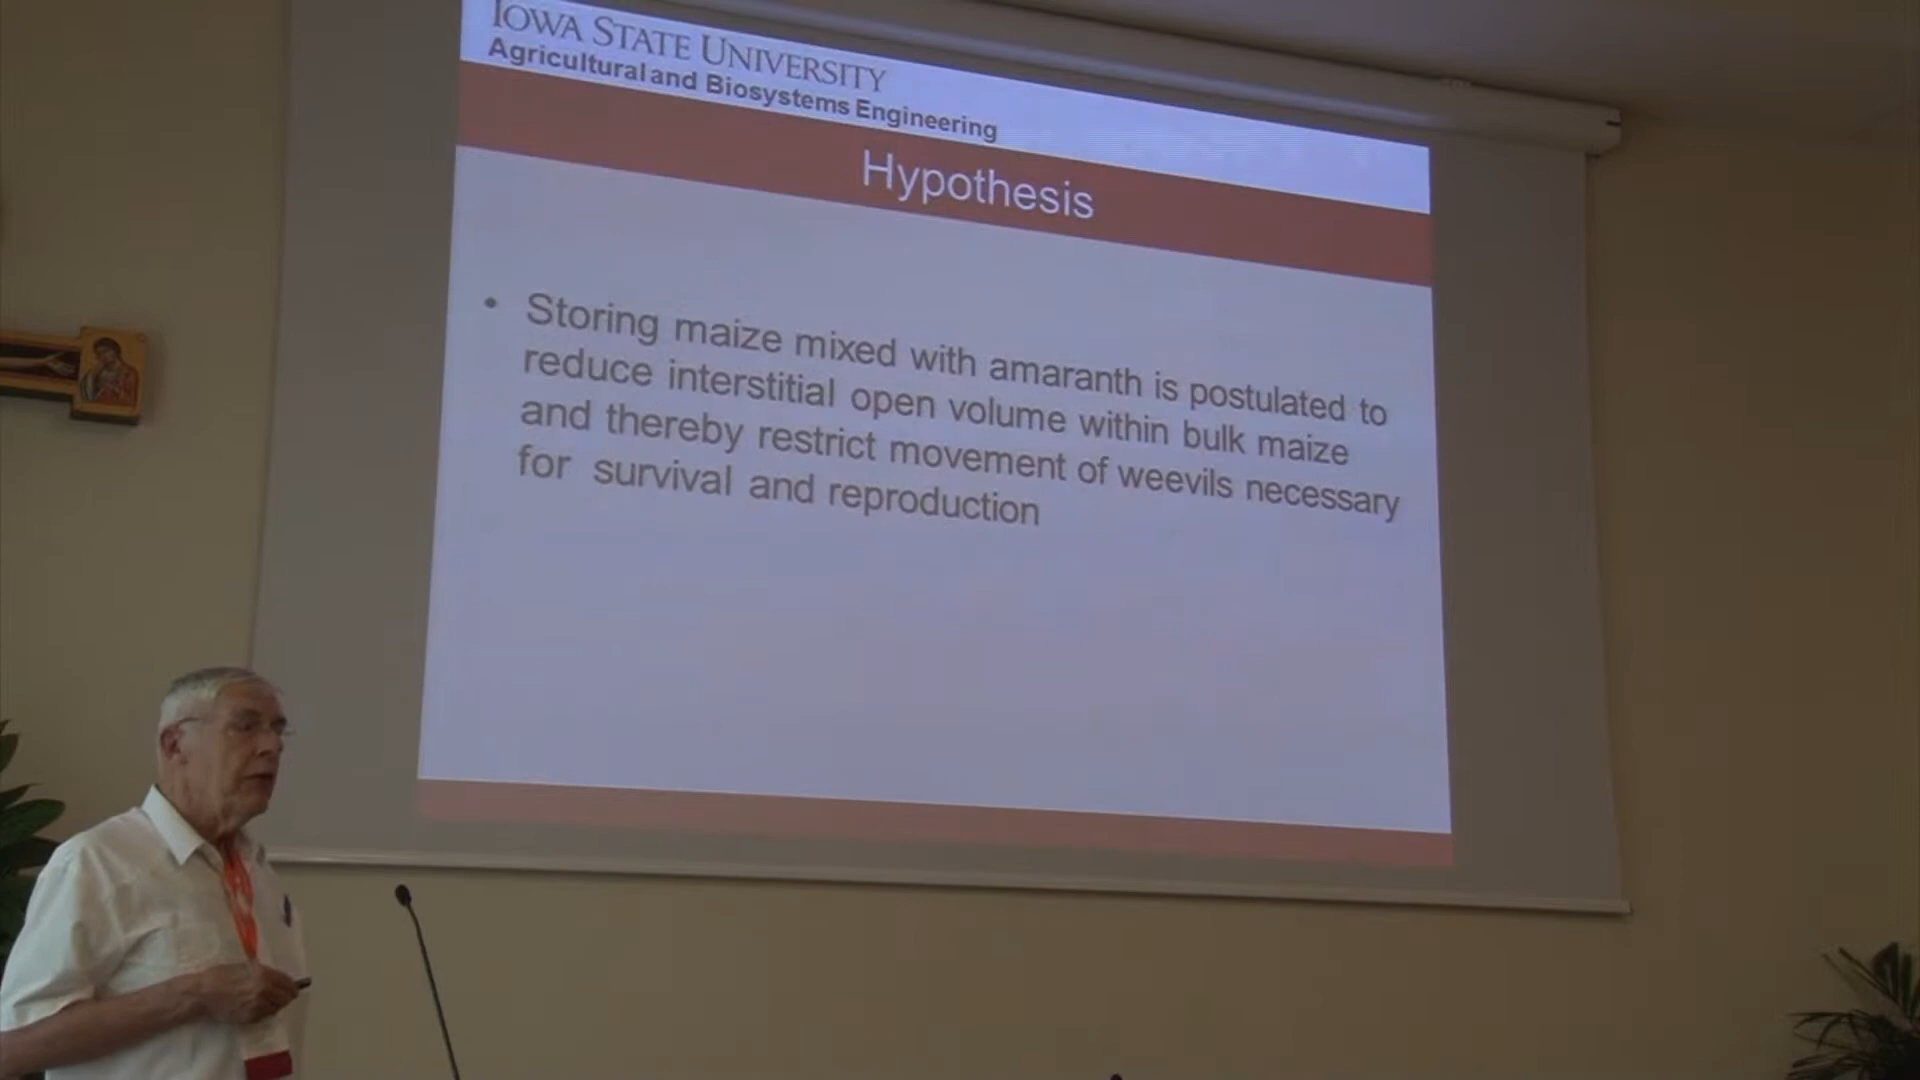 IOWA STATE UNIVERSITY
Agricultural and Biosystems Engineering
Hypothesis
• Storing maize mixed with amaranth is postulated to
reduce interstitial open volume within bulk maize
and thereby restrict movement of weevils necessary
for survival and reproduction